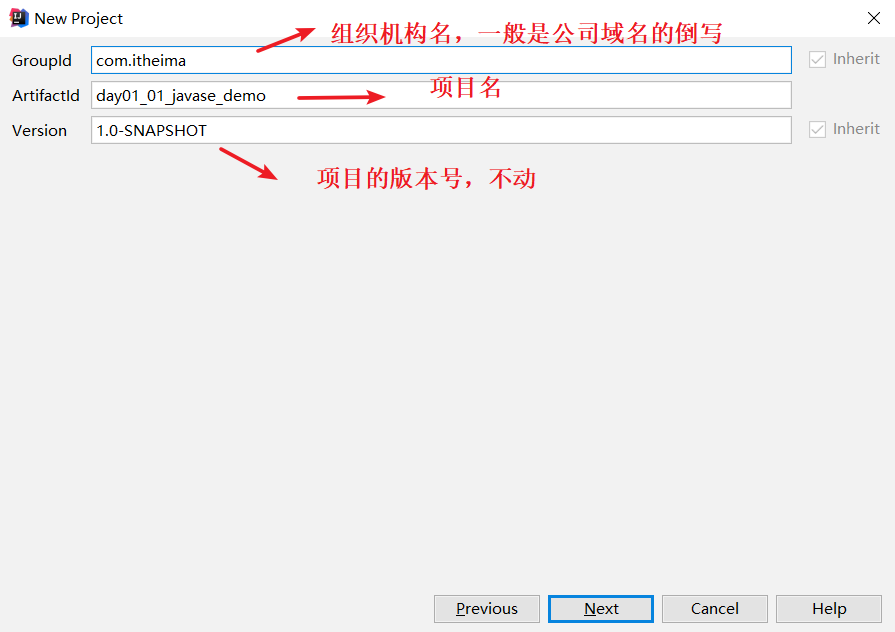 New Project
组织机构名，一般是公司域名的倒写
GroupId com.itheima Inherit
项目名
ArtifactId day01_01_javase_demo
Version 1.0-SNAPSHOT Inherit
项目的版本号，不动
Previous Next Cancel Help